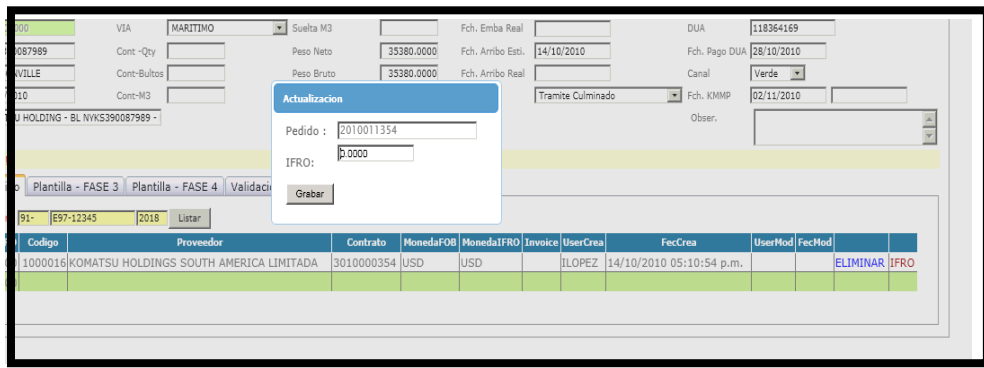 VIA MARITIMO Suelta M3 Fch. Emba Real DUA 118364169
0087989 Cont -Qty Peso Neto 35380.0000 Fch. Arribo Esti. 14/10/2010 Fch. Pago DUA 28/10/2010
Cont-Bultos Peso Bruto 35380.0000 Fch. Arribo Real Canal Verde
Cont-M3 Tramite Culminado Fch. KMMP 02/11/2010
U HOLDING - BL NYKS390087989 - Obser.
Actualizacion
Pedido : 2010011354
IFRO: 0.0000
Grabar
Plantilla - FASE 3 Plantilla - FASE 4 Validaci
91- E97-12345 2018 Listar
Codigo Proveedor Contrato MonedaFOB MonedaIFRO Invoice UserCrea FecCrea UserMod FecMod
1000016 KOMATSU HOLDINGS SOUTH AMERICA LIMITADA 3010000354 USD USD ILOPEZ 14/10/2010 05:10:54 p.m. ELIMINAR IFRO